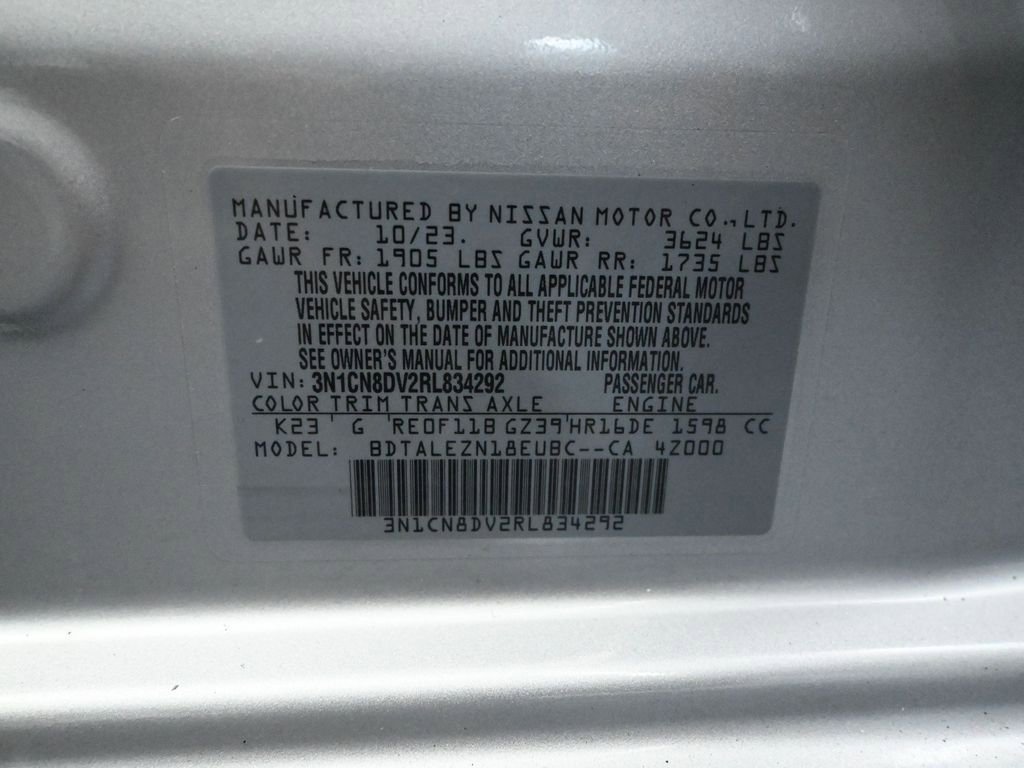 MANUFACTURED BY NISSAN MOTOR CO.,LTD.
DATE: 10/23. GVWR: 3624 LBS
GAWR FR: 1905 LBS GAWR RR: 1735 LBS
THIS VEHICLE CONFORMS TO ALL APPLICABLE FEDERAL MOTOR
VEHICLE SAFETY, BUMPER AND THEFT PREVENTION STANDARDS
IN EFFECT ON THE DATE OF MANUFACTURE SHOWN ABOVE.
SEE OWNER'S MANUAL FOR ADDITIONAL INFORMATION.
VIN: 3N1CN8DV2RL834292 PASSENGER CAR.
COLOR TRIM TRANS AXLE ENGINE
K23 G RE0F11B GZ39 HR16DE 1598 CC
MODEL: BDTALEZN18EUBC--CA 4Z000
3N1CN8DV2RL834292